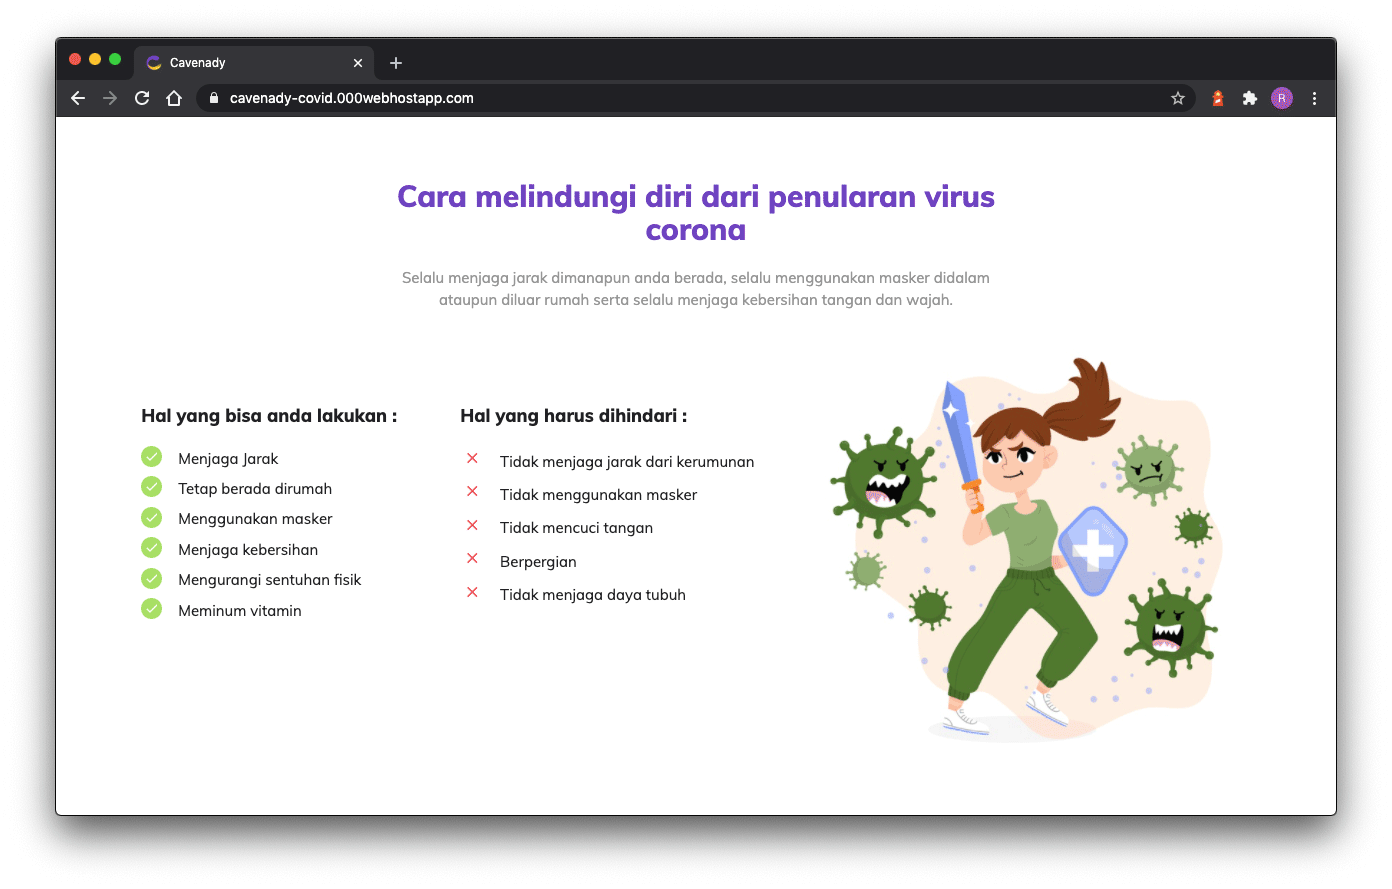 Cavenady
cavenady-covid.000webhostapp.com
R
Cara melindungi diri dari penularan virus
corona
Selalu menjaga jarak dimanapun anda berada, selalu menggunakan masker didalam
ataupun diluar rumah serta selalu menjaga kebersihan tangan dan wajah.
Hal yang bisa anda lakukan :
Menjaga Jarak
Tetap berada dirumah
Menggunakan masker
Menjaga kebersihan
Mengurangi sentuhan fisik
Meminum vitamin
Hal yang harus dihindari :
Tidak menjaga jarak dari kerumunan
Tidak menggunakan masker
Tidak mencuci tangan
Berpergian
Tidak menjaga daya tubuh